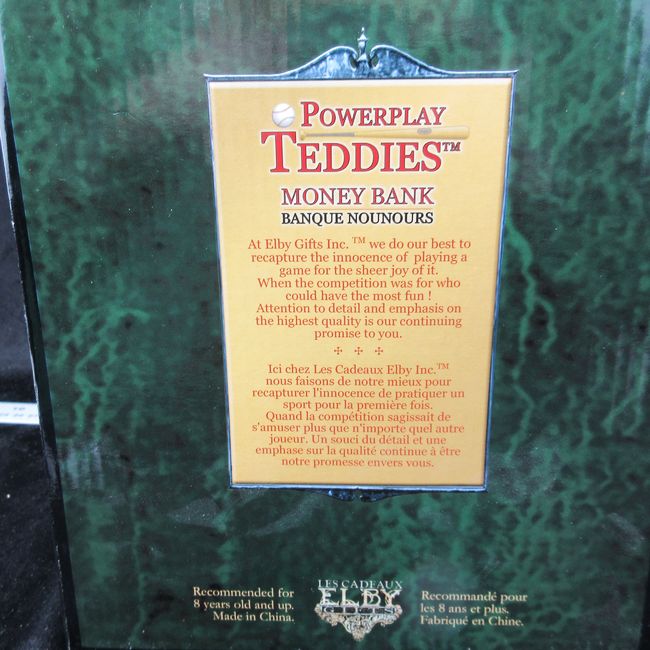 POWERPLAY
TEDDIES™
MONEY BANK
BANQUE NOUNOURS
At Elby Gifts Inc. ™ we do our best to
recapture the innocence of playing a
game for the sheer joy of it.
When the competition was for who
could have the most fun !
Attention to detail and emphasis on
the highest quality is our continuing
promise to you.
Ici chez Les Cadeaux Elby Inc.™
nous faisons de notre mieux pour
recapturer l'innocence de pratiquer un
sport pour la première fois.
Quand la compétition sagissait de
s'amuser plus que n'importe quel autre
joueur. Un souci du détail et une
emphase sur la qualité continue à être
notre promesse envers vous.
Recommended for
8 years old and up.
Made in China.
LES CADEAUX
ELBY
GIFTS
Recommandé pour
les 8 ans et plus.
Fabriqué en Chine.